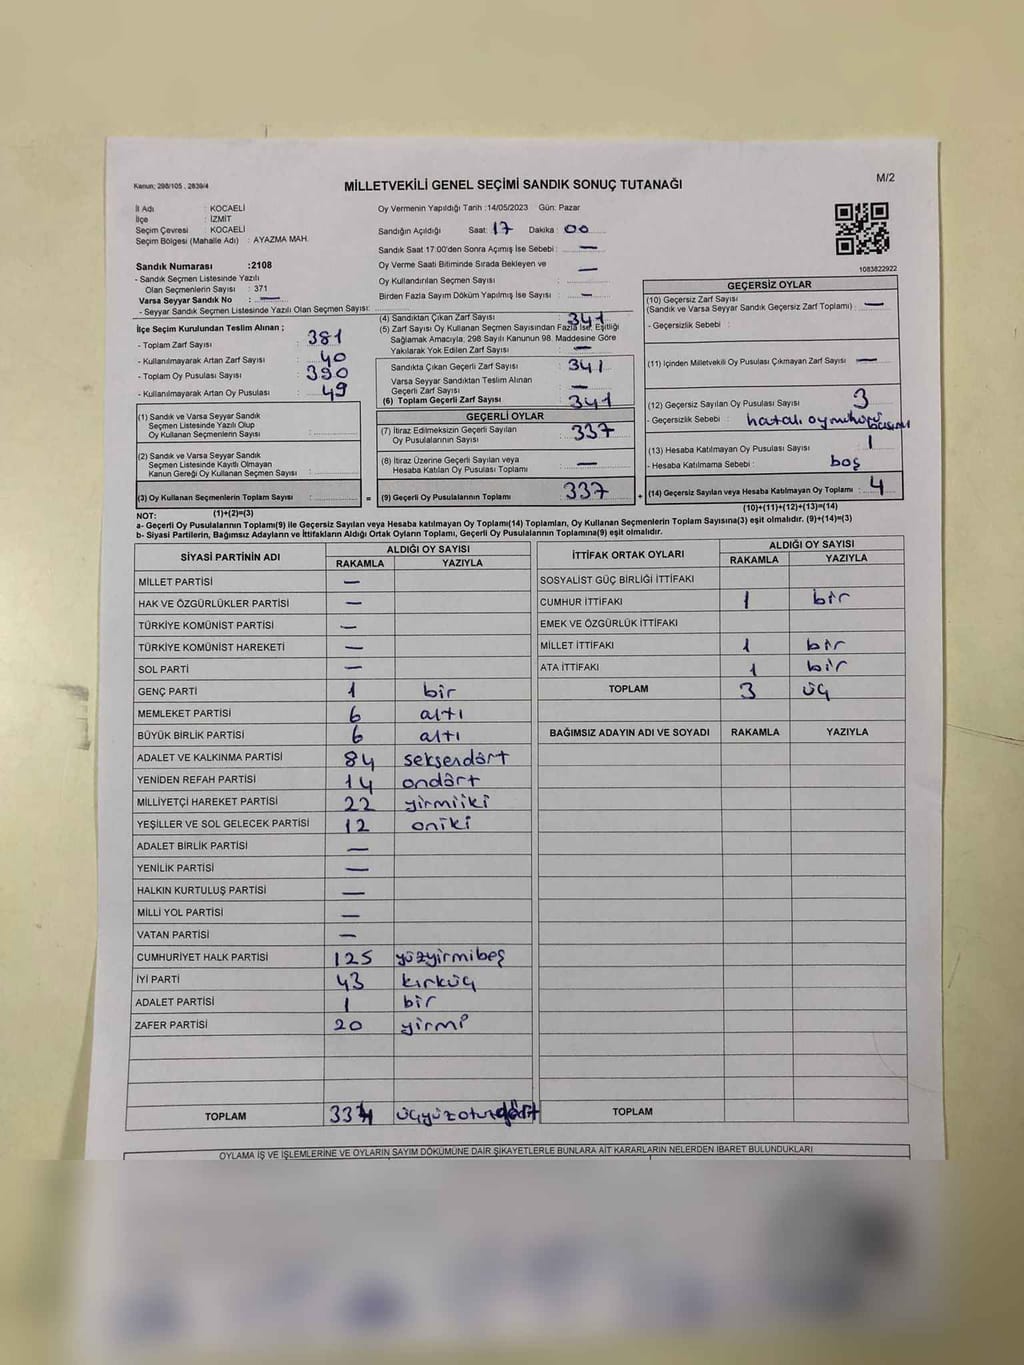 Kanun: 298/105 , 2839/4
MİLLETVEKİLİ GENEL SEÇİMİ SANDIK SONUÇ TUTANAĞI
M/2
İl Adı : KOCAELİ
İlçe : İZMİT
Seçim Çevresi : KOCAELİ
Seçim Bölgesi (Mahalle Adı) : AYAZMA MAH.
Sandık Numarası :2108
- Sandık Seçmen Listesinde Yazılı
Olan Seçmenlerin Sayısı : 371
Varsa Seyyar Sandık No : —
- Seyyar Sandık Seçmen Listesinde Yazılı Olan Seçmen Sayısı:
Oy Vermenin Yapıldığı Tarih :14/05/2023 Gün: Pazar
Sandığın Açıldığı Saat: 17 Dakika : 00
Sandık Saat 17:00'den Sonra Açımış İse Sebebi : —
Oy Verme Saati Bitiminde Sırada Bekleyen ve
Oy Kullandırılan Seçmen Sayısı : —
Birden Fazla Sayım Döküm Yapılmış İse Sayısı : —
1083822922
İlçe Seçim Kurulundan Teslim Alınan ;
- Toplam Zarf Sayısı : 381
- Kullanılmayarak Artan Zarf Sayısı : 40
- Toplam Oy Pusulası Sayısı : 390
- Kullanılmayarak Artan Oy Pusulası : 49
(1) Sandık ve Varsa Seyyar Sandık
Seçmen Listesinde Yazılı Olup
Oy Kullanan Seçmenlerin Sayısı :
(2) Sandık ve Varsa Seyyar Sandık
Seçmen Listesinde Kayıtlı Olmayan
Kanun Gereği Oy Kullanan Seçmen Sayısı :
(3) Oy Kullanan Seçmenlerin Toplam Sayısı :
(1)+(2)=(3)
(4) Sandıktan Çıkan Zarf Sayısı : 341
(5) Zarf Sayısı Oy Kullanan Seçmen Sayısından Fazla İse, Eşitliği
Sağlamak Amacıyla, 298 Sayılı Kanunun 98. Maddesine Göre
Yakılarak Yok Edilen Zarf Sayısı : —
Sandıkta Çıkan Geçerli Zarf Sayısı : 341
Varsa Seyyar Sandıktan Teslim Alınan
Geçerli Zarf Sayısı : —
(6) Toplam Geçerli Zarf Sayısı : 341
GEÇERLİ OYLAR
(7) İtiraz Edilmeksizin Geçerli Sayılan
Oy Pusulalarının Sayısı : 337
(8) İtiraz Üzerine Geçerli Sayılan veya
Hesaba Katılan Oy Pusulası Toplamı : —
= (9) Geçerli Oy Pusulalarının Toplamı : 337 +
GEÇERSİZ OYLAR
(10) Geçersiz Zarf Sayısı
(Sandık ve Varsa Seyyar Sandık Geçersiz Zarf Toplamı) : —
- Geçersizlik Sebebi :
(11) İçinden Milletvekili Oy Pusulası Çıkmayan Zarf Sayısı : —
(12) Geçersiz Sayılan Oy Pusulası Sayısı : 3
- Geçersizlik Sebebi : hatalı oy mührü basımı
(13) Hesaba Katılmayan Oy Pusulası Sayısı : 1
- Hesaba Katılmama Sebebi : boş
(14) Geçersiz Sayılan veya Hesaba Katılmayan Oy Toplamı : 4
(10)+(11)+(12)+(13)=(14)
NOT:
a- Geçerli Oy Pusulalarının Toplamı(9) ile Geçersiz Sayılan veya Hesaba katılmayan Oy Toplamı(14) Toplamları, Oy Kullanan Seçmenlerin Toplam Sayısına(3) eşit olmalıdır. (9)+(14)=(3)
b- Siyasi Partilerin, Bağımsız Adayların ve İttifakların Aldığı Ortak Oyların Toplamı, Geçerli Oy Pusulalarının Toplamına(9) eşit olmalıdır.
SİYASİ PARTİNİN ADI ALDIĞI OY SAYISI
RAKAMLA YAZIYLA
MİLLET PARTİSİ —
HAK VE ÖZGÜRLÜKLER PARTİSİ —
TÜRKİYE KOMÜNİST PARTİSİ —
TÜRKİYE KOMÜNİST HAREKETİ —
SOL PARTİ —
GENÇ PARTİ 1 bir
MEMLEKET PARTİSİ 6 altı
BÜYÜK BİRLİK PARTİSİ 6 altı
ADALET VE KALKINMA PARTİSİ 84 seksendört
YENİDEN REFAH PARTİSİ 14 ondört
MİLLİYETÇİ HAREKET PARTİSİ 22 yirmiiki
YEŞİLLER VE SOL GELECEK PARTİSİ 12 oniki
ADALET BİRLİK PARTİSİ —
YENİLİK PARTİSİ —
HALKIN KURTULUŞ PARTİSİ —
MİLLİ YOL PARTİSİ —
VATAN PARTİSİ —
CUMHURİYET HALK PARTİSİ 125 yüzyirmibeş
İYİ PARTİ 43 kırküç
ADALET PARTİSİ 1 bir
ZAFER PARTİSİ 20 yirmi
TOPLAM 334 üçyüzotuzdört
İTTİFAK ORTAK OYLARI ALDIĞI OY SAYISI
RAKAMLA YAZIYLA
SOSYALİST GÜÇ BİRLİĞİ İTTİFAKI
CUMHUR İTTİFAKI 1 bir
EMEK VE ÖZGÜRLÜK İTTİFAKI
MİLLET İTTİFAKI 1 bir
ATA İTTİFAKI 1 bir
TOPLAM 3 üç
BAĞIMSIZ ADAYIN ADI VE SOYADI RAKAMLA YAZIYLA
TOPLAM
OYLAMA İŞ VE İŞLEMLERİNE VE OYLARIN SAYIM DÖKÜMÜNE DAİR ŞİKAYETLERLE BUNLARA AİT KARARLARIN NELERDEN İBARET BULUNDUKLARI